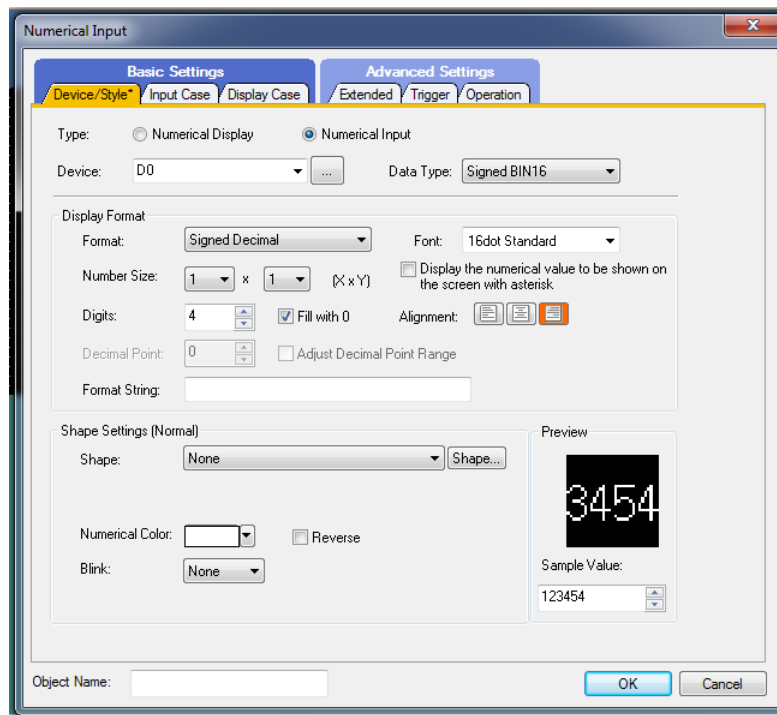 Numerical Input
Basic Settings Advanced Settings
Device/Style* Input Case Display Case Extended Trigger Operation
Type: Numerical Display Numerical Input
Device: D0 ... Data Type: Signed BIN16
Display Format
Format: Signed Decimal Font: 16dot Standard
Number Size: 1 x 1 (X x Y) Display the numerical value to be shown on
the screen with asterisk
Digits: 4 Fill with 0 Alignment:
Decimal Point: 0 Adjust Decimal Point Range
Format String:
Shape Settings (Normal) Preview
Shape: None Shape...
3454
Numerical Color: Reverse
Blink: None Sample Value:
123454
Object Name: OK Cancel